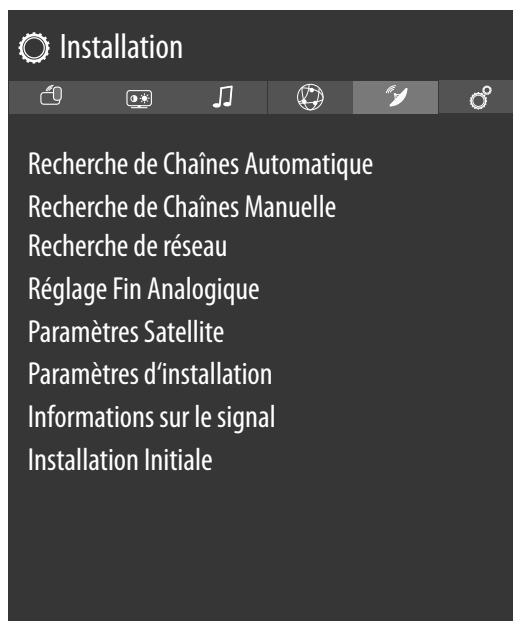 Installation
Recherche de Chaînes Automatique
Recherche de Chaînes Manuelle
Recherche de réseau
Réglage Fin Analogique
Paramètres Satellite
Paramètres d‘installation
Informations sur le signal
Installation Initiale